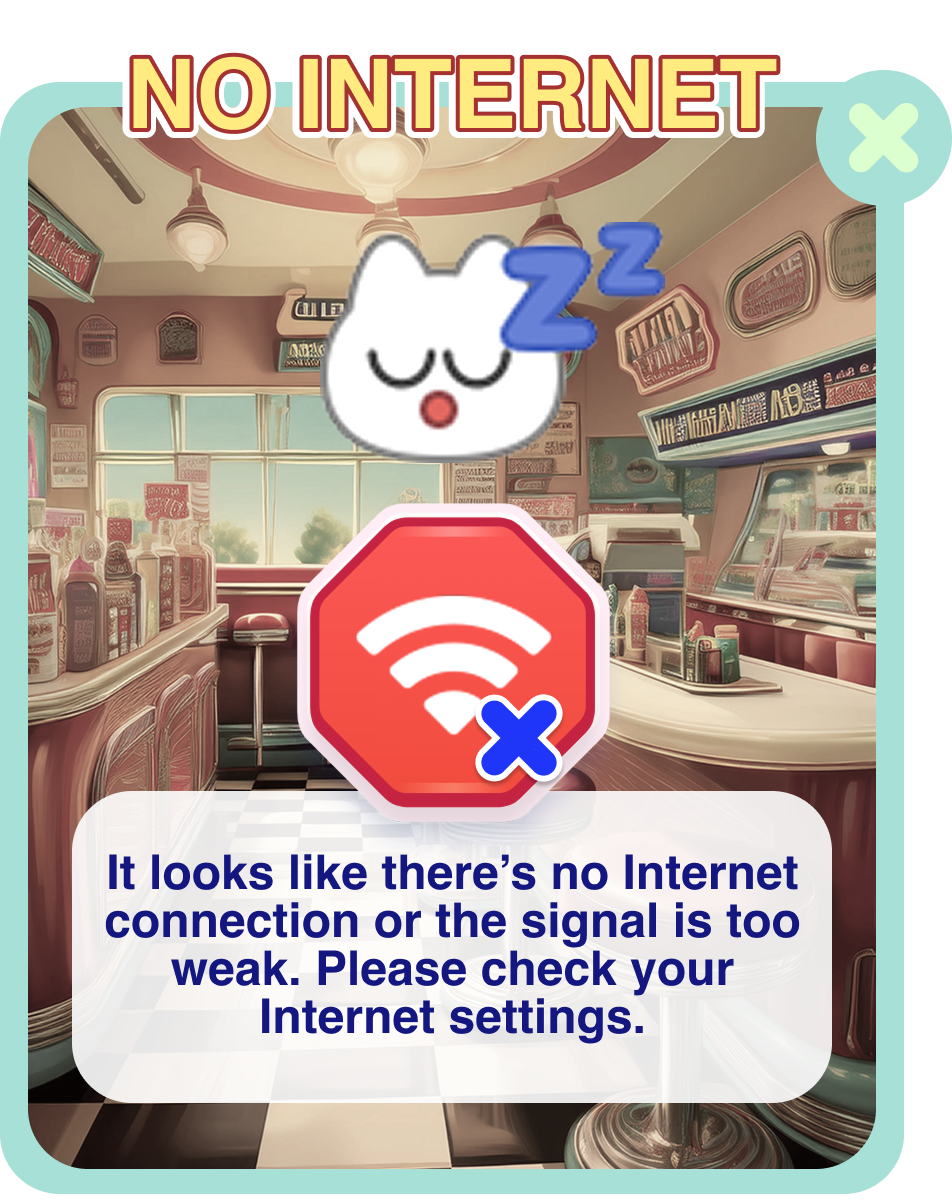 NO INTERNET
ZZ
It looks like there’s no Internet
connection or the signal is too
weak. Please check your
Internet settings.